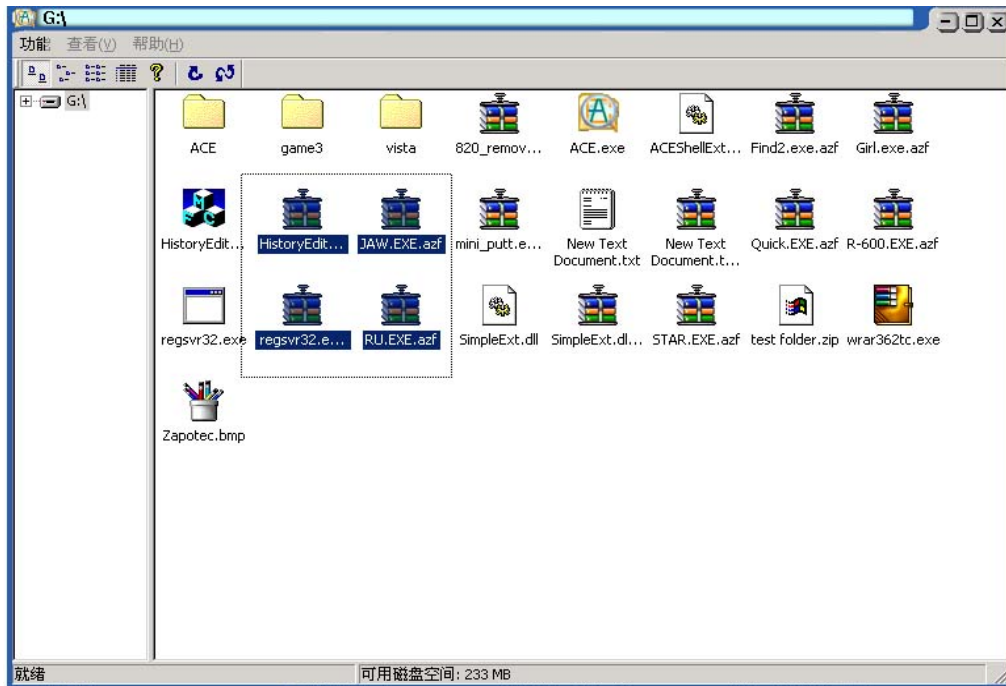 G:\
功能 查看(V) 帮助(H)
G:\
ACE game3 vista 820_remov... ACE.exe ACEShellExt... Find2.exe.azf Girl.exe.azf
HistoryEdit... HistoryEdit... JAW.EXE.azf mini_putt.e... New Text Document.txt New Text Document.t... Quick.EXE.azf R-600.EXE.azf
regsvr32.exe regsvr32.e... RU.EXE.azf SimpleExt.dll SimpleExt.dl... STAR.EXE.azf test folder.zip wrar362tc.exe
Zapotec.bmp
就绪 可用磁盘空间: 233 MB